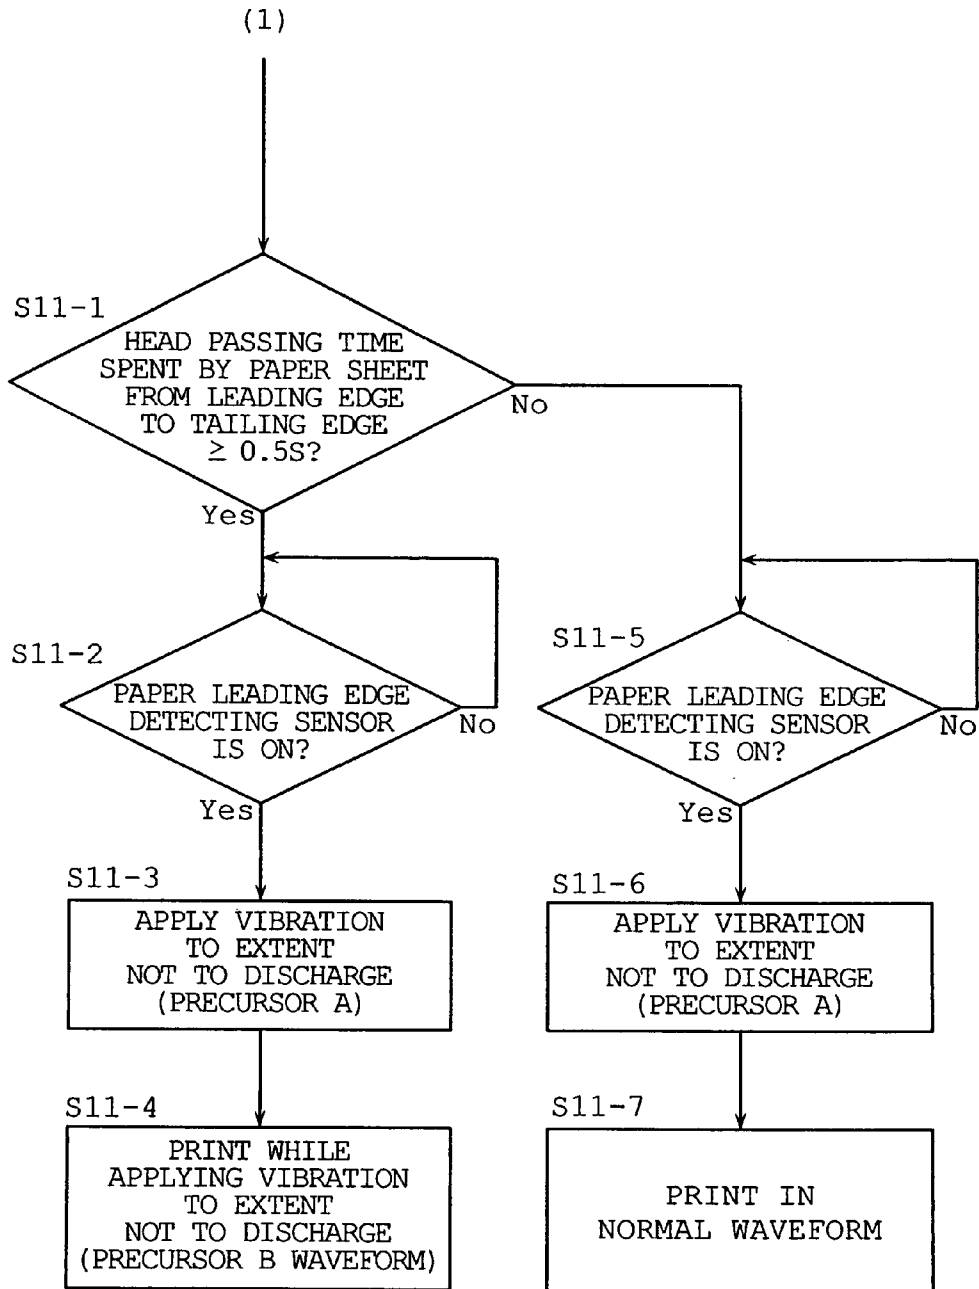 (1)
S11-1
HEAD PASSING TIME
SPENT BY PAPER SHEET
FROM LEADING EDGE
TO TAILING EDGE
≥ 0.5S?
No
Yes
S11-2
PAPER LEADING EDGE
DETECTING SENSOR
IS ON?
No
Yes
S11-5
PAPER LEADING EDGE
DETECTING SENSOR
IS ON?
No
Yes
S11-3
APPLY VIBRATION
TO EXTENT
NOT TO DISCHARGE
(PRECURSOR A)
S11-6
APPLY VIBRATION
TO EXTENT
NOT TO DISCHARGE
(PRECURSOR A)
S11-4
PRINT WHILE
APPLYING VIBRATION
TO EXTENT
NOT TO DISCHARGE
(PRECURSOR B WAVEFORM)
S11-7
PRINT IN
NORMAL WAVEFORM